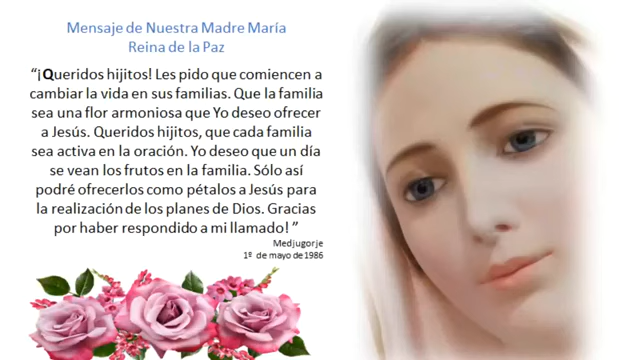 Mensaje de Nuestra Madre María
Reina de la Paz
“¡Queridos hijitos! Les pido que comiencen a
cambiar la vida en sus familias. Que la familia
sea una flor armoniosa que Yo deseo ofrecer
a Jesús. Queridos hijitos, que cada familia
sea activa en la oración. Yo deseo que un día
se vean los frutos en la familia. Sólo así
podré ofrecerlos como pétalos a Jesús para
la realización de los planes de Dios. Gracias
por haber respondido a mi llamado! ”
Medjugorje
1º de mayo de 1986